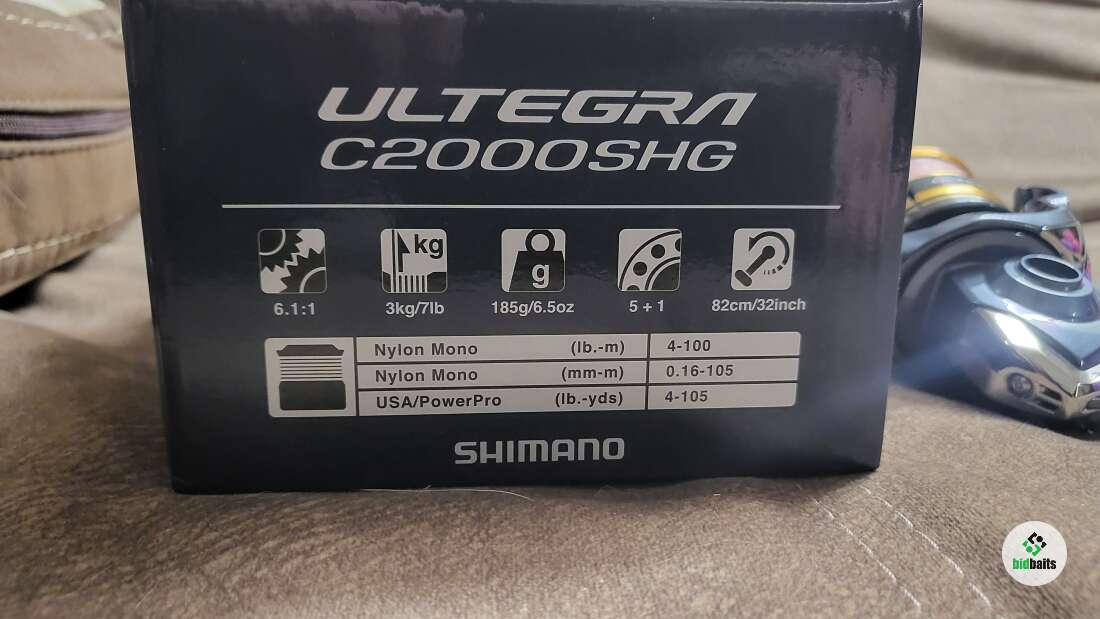 ULTEGRA
C2000SHG
kg
g
6.1:1
3kg/7lb
185g/6.5oz
5 + 1
82cm/32inch
Nylon Mono (lb.-m) 4-100
Nylon Mono (mm-m) 0.16-105
USA/PowerPro (lb.-yds) 4-105
SHIMANO
bidbaits